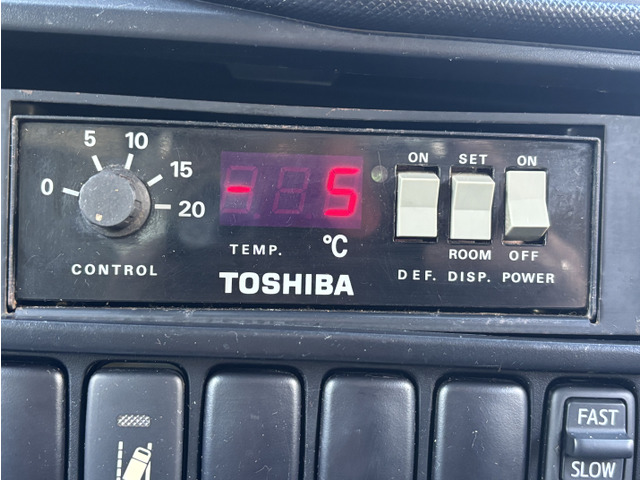 0 5 10 15 20
CONTROL
- 5
TEMP. °C
TOSHIBA
ON SET ON
ROOM OFF
DEF. DISP. POWER
FAST
SLOW